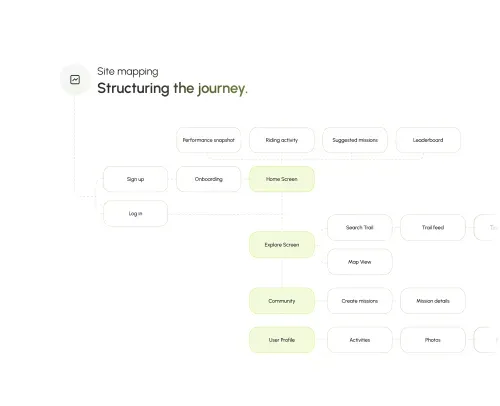 Site mapping
Structuring the journey.
Performance snapshot
Riding activity
Suggested missions
Leaderboard
Sign up
Onboarding
Home Screen
Log in
Search Trail
Trail feed
Explore Screen
Map View
Community
Create missions
Mission details
User Profile
Activities
Photos